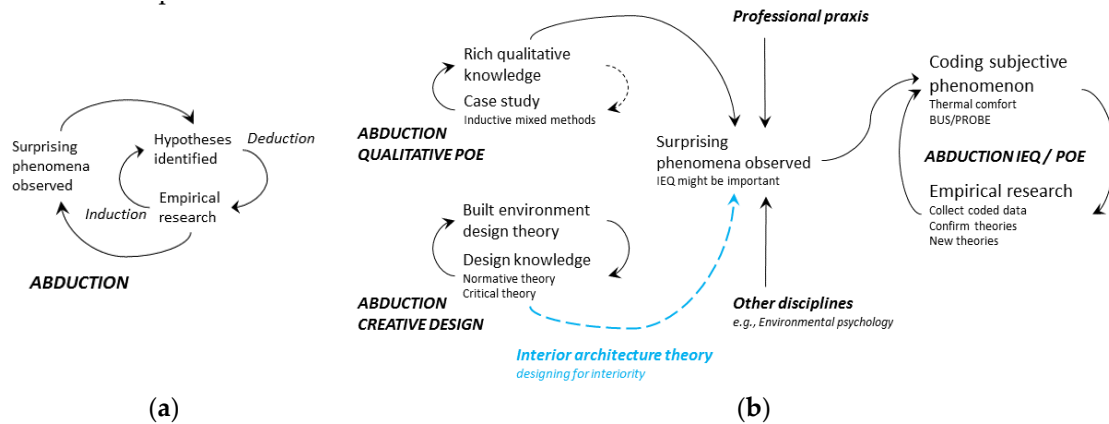 Surprising
phenomena
observed
Hypotheses
identified
Deduction
Induction
Empirical
research
ABDUCTION
(a)
Rich qualitative
knowledge
Case study
Inductive mixed methods
ABDUCTION
QUALITATIVE POE
Built environment
design theory
Design knowledge
Normative theory
Critical theory
ABDUCTION
CREATIVE DESIGN
Interior architecture theory
designing for interiority
Professional praxis
Surprising
phenomena observed
IEQ might be important
Other disciplines
e.g., Environmental psychology
Coding subjective
phenomenon
Thermal comfort
BUS/PROBE
ABDUCTION IEQ / POE
Empirical research
Collect coded data
Confirm theories
New theories
(b)